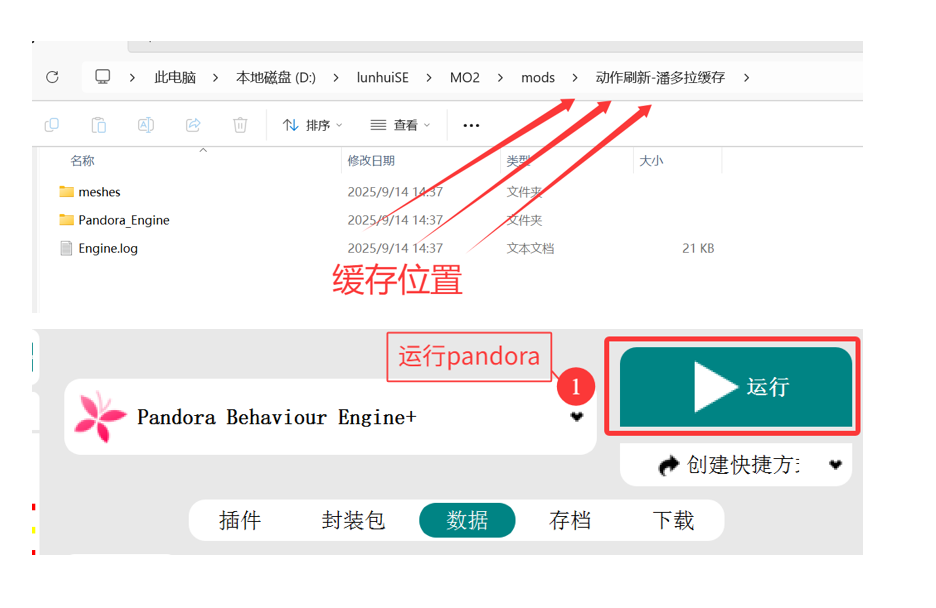 此电脑 > 本地磁盘 (D:) > lunhuiSE > MO2 > mods > 动作刷新-潘多拉缓存 >
排序 查看 ...
名称 修改日期 类型 大小
meshes 2025/9/14 14:37 文件夹
Pandora_Engine 2025/9/14 14:37 文件夹
Engine.log 2025/9/14 14:37 文本文档 21 KB
缓存位置
运行pandora
1
运行
Pandora Behaviour Engine+
创建快捷方
插件 封装包 数据 存档 下载